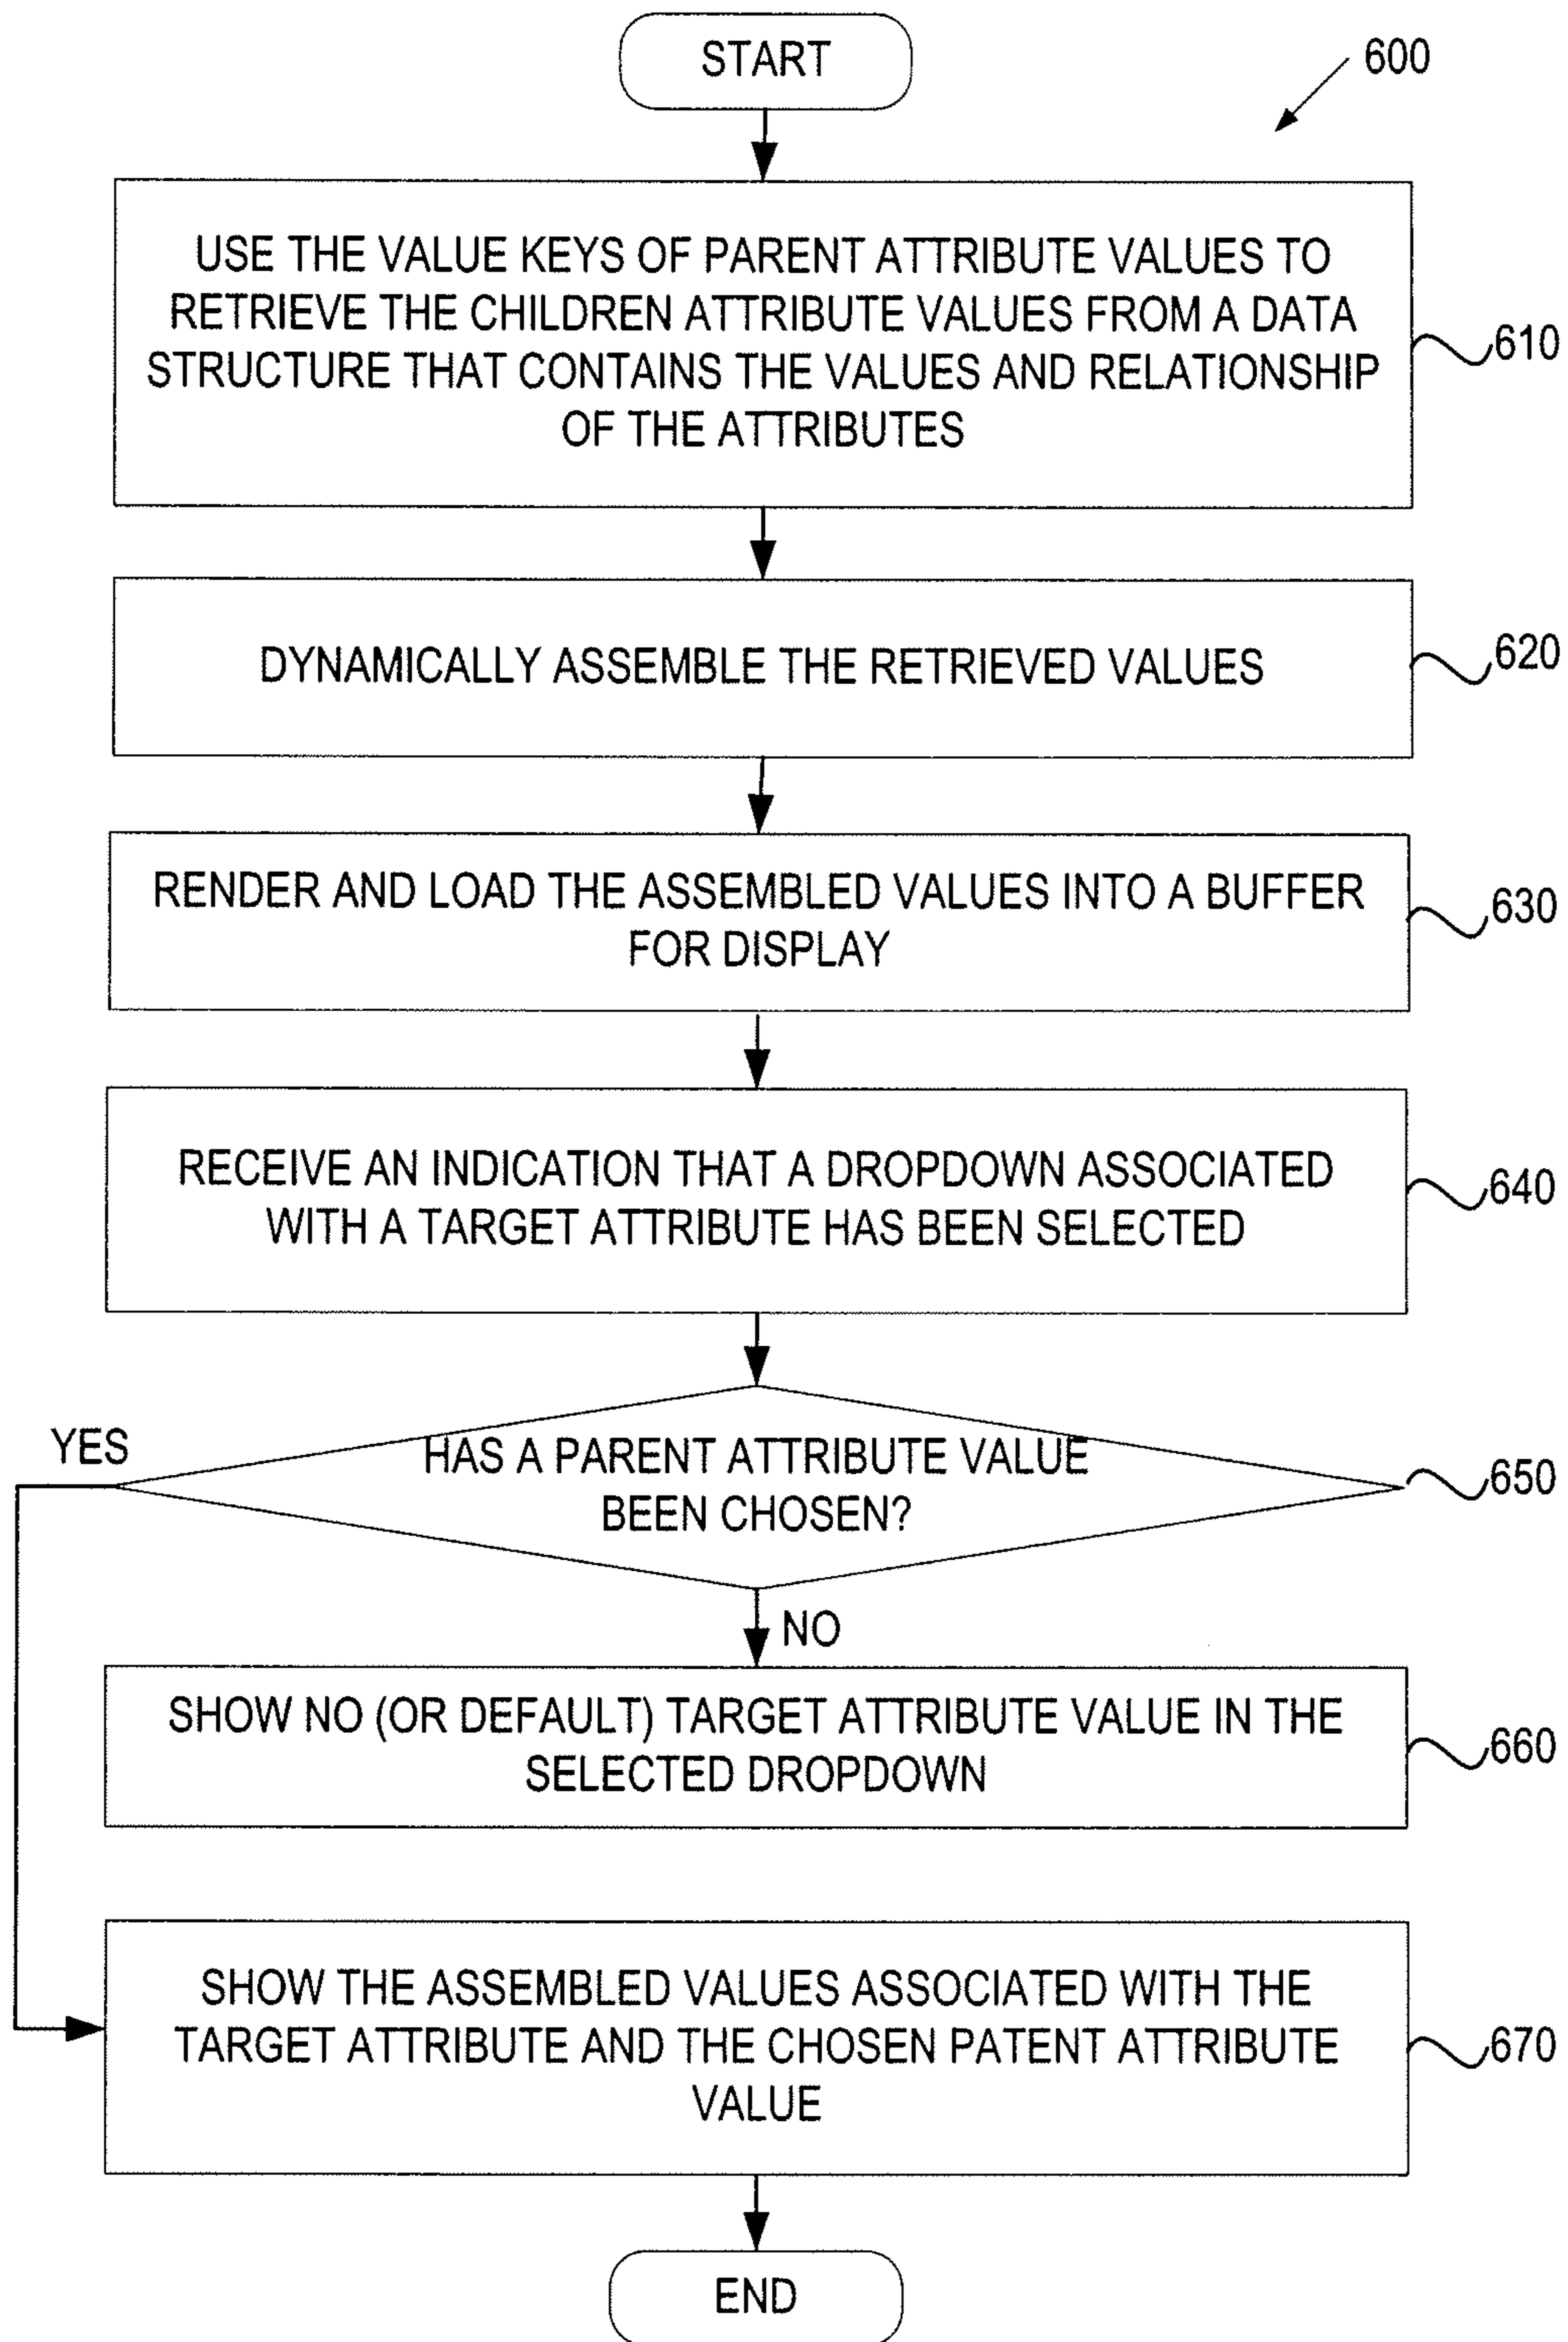 START
600
USE THE VALUE KEYS OF PARENT ATTRIBUTE VALUES TO
RETRIEVE THE CHILDREN ATTRIBUTE VALUES FROM A DATA
STRUCTURE THAT CONTAINS THE VALUES AND RELATIONSHIP
OF THE ATTRIBUTES
610
DYNAMICALLY ASSEMBLE THE RETRIEVED VALUES
620
RENDER AND LOAD THE ASSEMBLED VALUES INTO A BUFFER
FOR DISPLAY
630
RECEIVE AN INDICATION THAT A DROPDOWN ASSOCIATED
WITH A TARGET ATTRIBUTE HAS BEEN SELECTED
640
YES
HAS A PARENT ATTRIBUTE VALUE
BEEN CHOSEN?
650
NO
SHOW NO (OR DEFAULT) TARGET ATTRIBUTE VALUE IN THE
SELECTED DROPDOWN
660
SHOW THE ASSEMBLED VALUES ASSOCIATED WITH THE
TARGET ATTRIBUTE AND THE CHOSEN PATENT ATTRIBUTE
VALUE
670
END